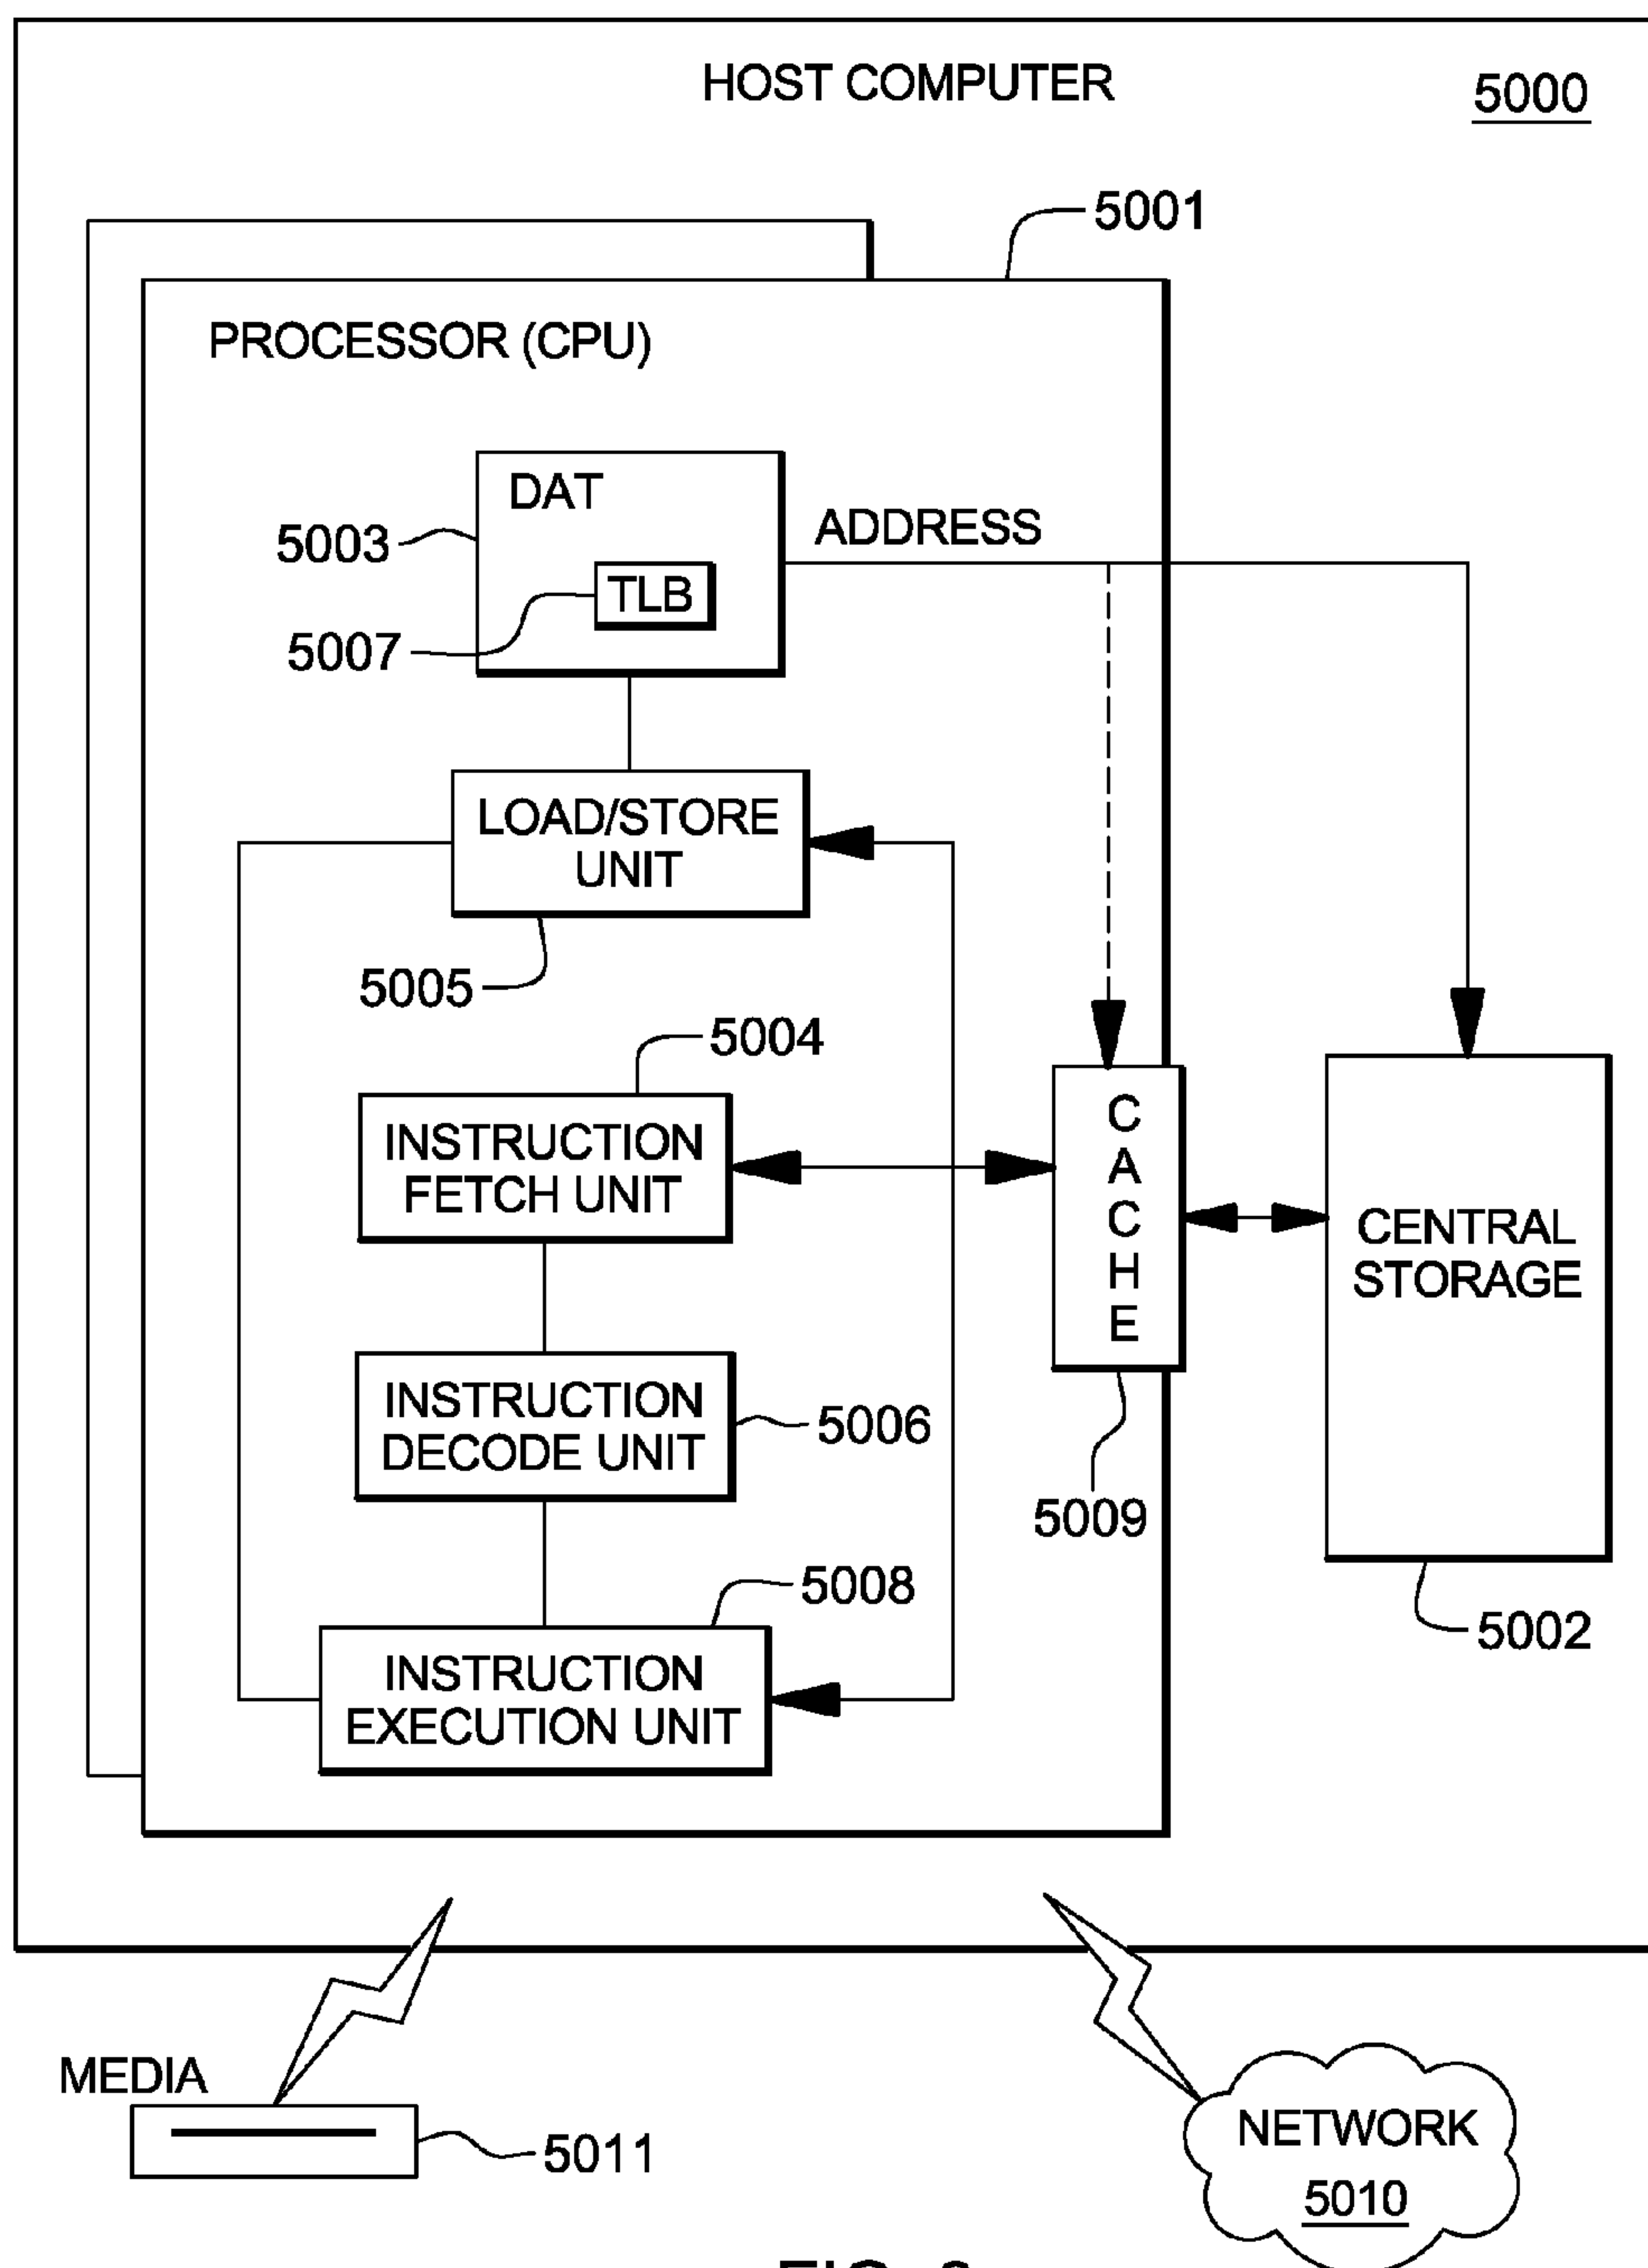 HOST COMPUTER
5000
5001
PROCESSOR (CPU)
DAT
ADDRESS
5003
TLB
5007
LOAD/STORE
UNIT
5005
5004
INSTRUCTION
FETCH UNIT
CACHE
CENTRAL
STORAGE
INSTRUCTION
DECODE UNIT
5006
5009
5008
5002
INSTRUCTION
EXECUTION UNIT
MEDIA
5011
NETWORK
5010